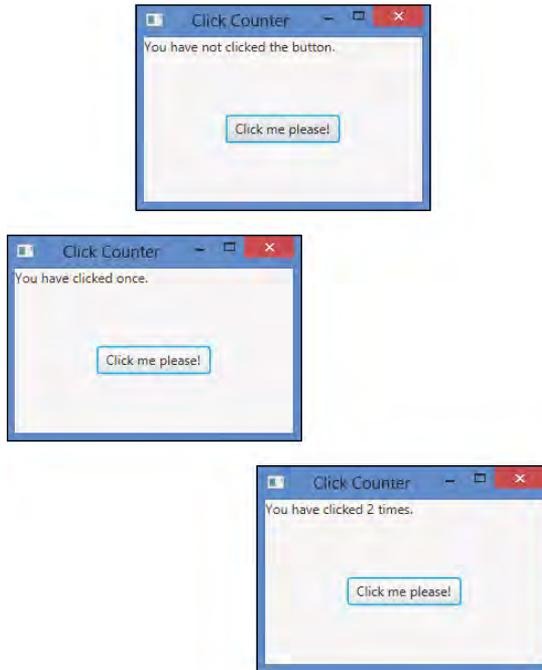 Click Counter
You have not clicked the button.
Click me please!
Click Counter
You have clicked once.
Click me please!
Click Counter
You have clicked 2 times.
Click me please!